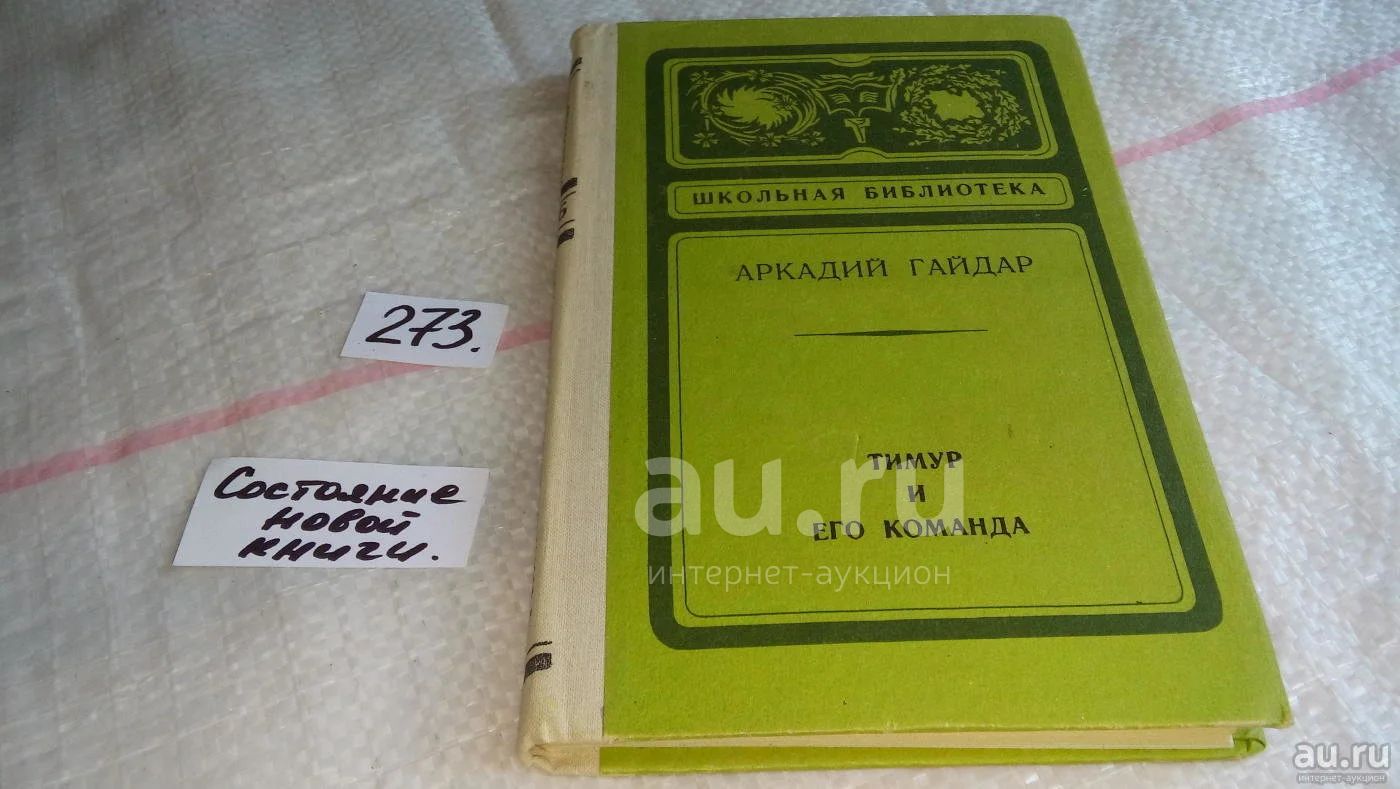 ШКОЛЬНАЯ БИБЛИОТЕКА
АРКАДИЙ ГАЙДАР
ТИМУР
И
ЕГО КОМАНДА
273.
Состояние
новой
книги.
au.ru
интернет-аукцион
au.ru
интернет-аукцион